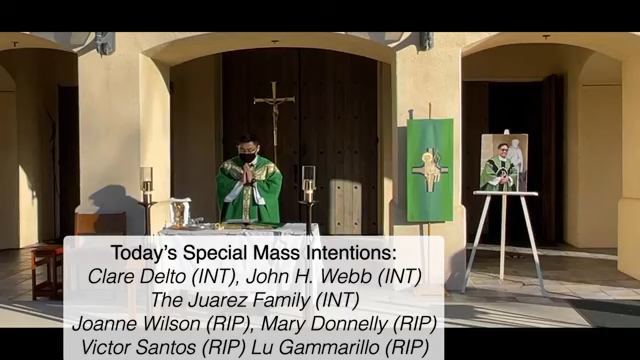 Today's Special Mass Intentions:
Clare Delto (INT), John H. Webb (INT)
The Juarez Family (INT)
Joanne Wilson (RIP), Mary Donnelly (RIP)
Victor Santos (RIP) Lu Gammarillo (RIP)